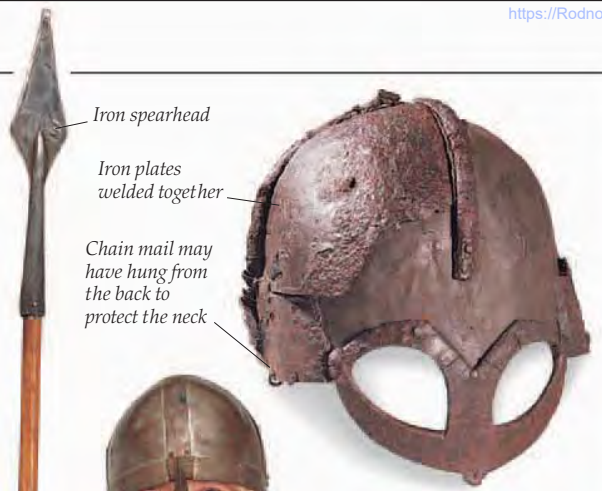 https://Rodno
Iron spearhead
Iron plates
welded together
Chain mail may
have hung from
the back to
protect the neck